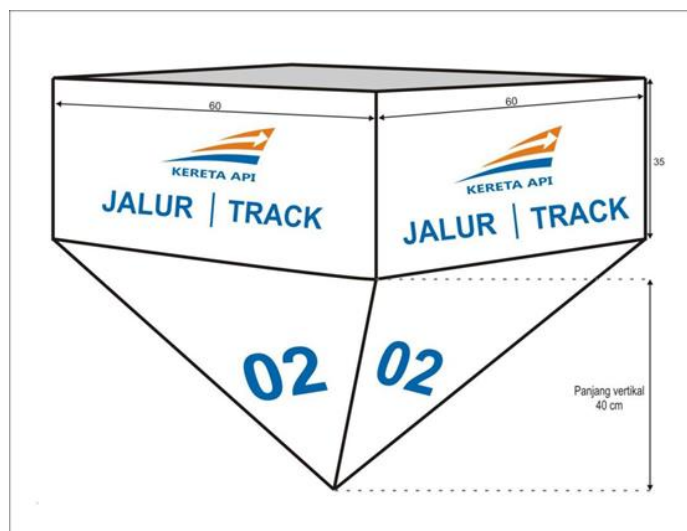 60
60
KERETA API
JALUR | TRACK
35
KERETA API
JALUR | TRACK
02
02
Panjang vertikal
40 cm